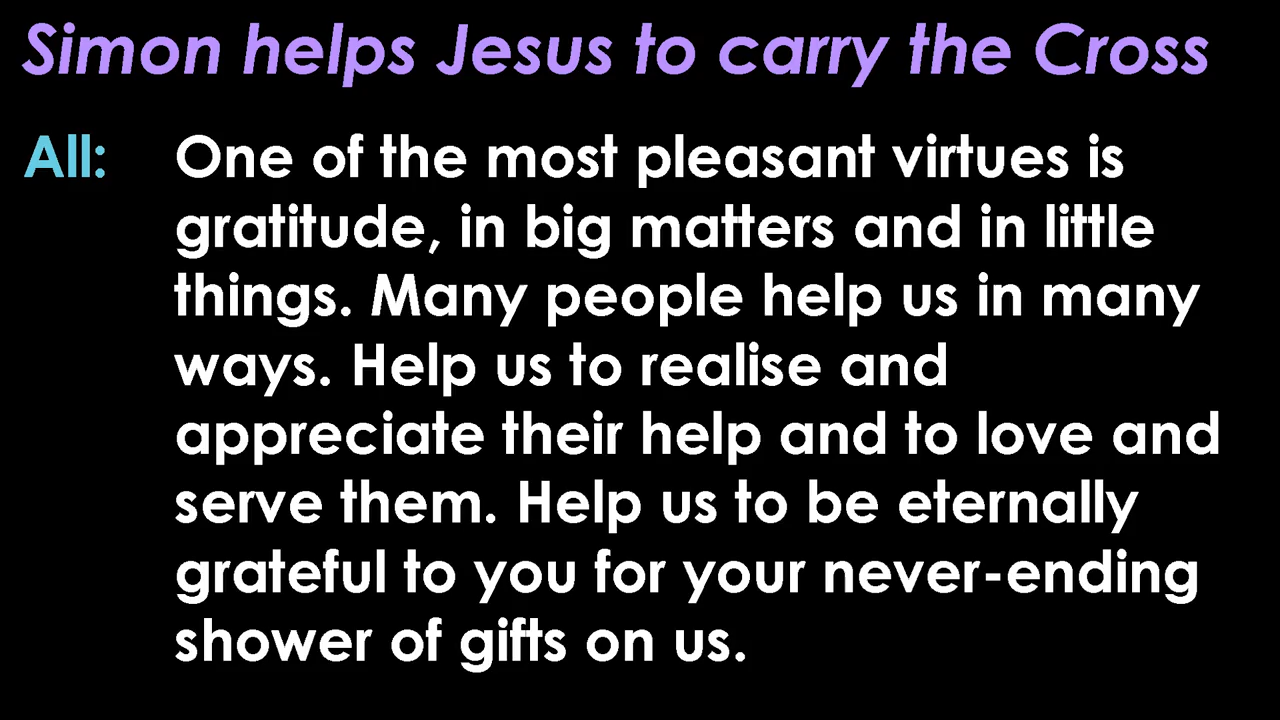 Simon helps Jesus to carry the Cross
All: One of the most pleasant virtues is
gratitude, in big matters and in little
things. Many people help us in many
ways. Help us to realise and
appreciate their help and to love and
serve them. Help us to be eternally
grateful to you for your never-ending
shower of gifts on us.